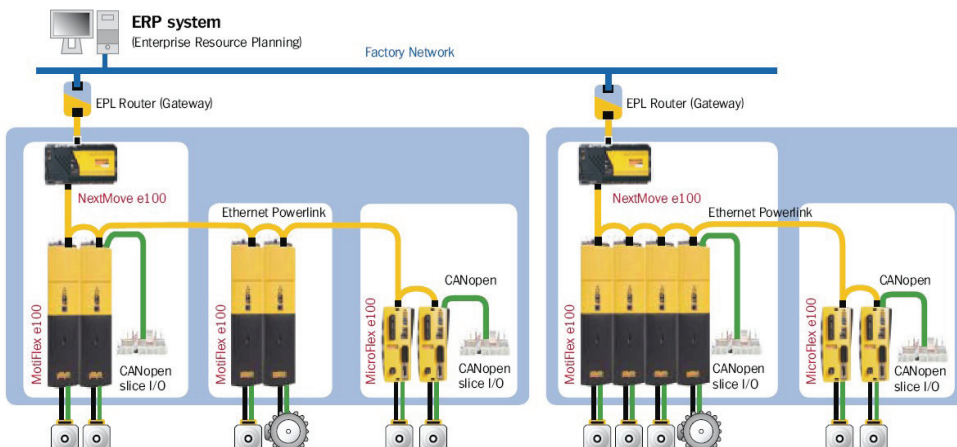 ERP system
(Enterprise Resource Planning)
Factory Network
EPL Router (Gateway)
EPL Router (Gateway)
NextMove e100
NextMove e100
Ethernet Powerlink
Ethernet Powerlink
MotiFlex e100
CANopen
slice I/O
MicroFlex e100
CANopen
CANopen
slice I/O
MotiFlex e100
CANopen
slice I/O
MicroFlex e100
CANopen
CANopen
slice I/O